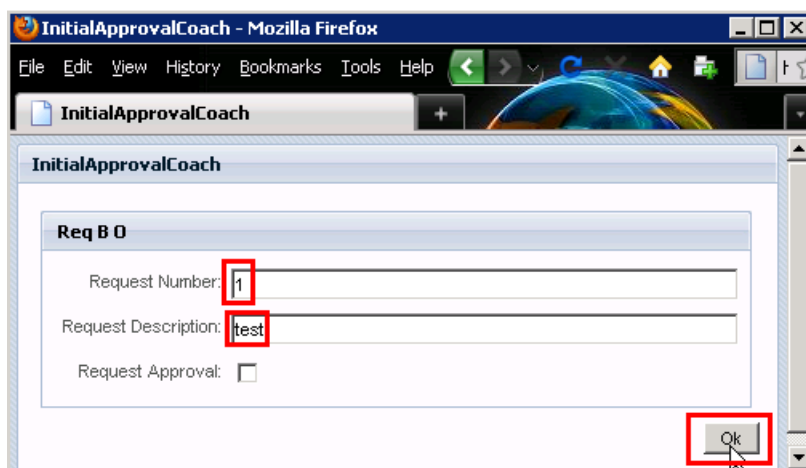 InitialApprovalCoach - Mozilla Firefox
File Edit View History Bookmarks Tools Help
InitialApprovalCoach +
InitialApprovalCoach
Req B O
Request Number: 1
Request Description: test
Request Approval:
Ok